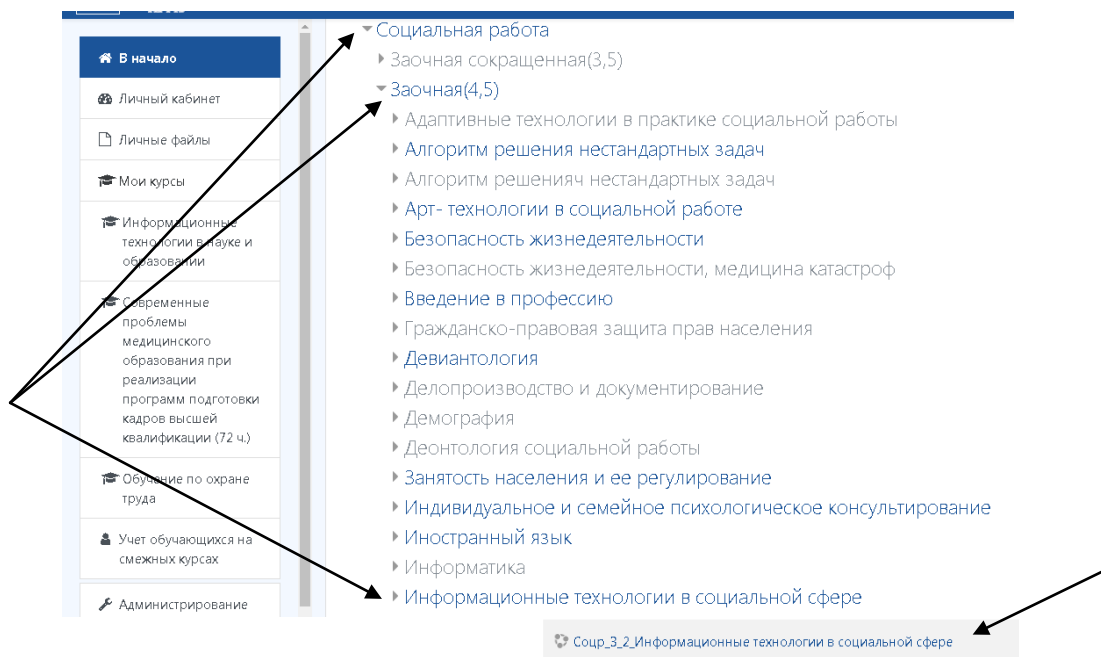 В начало
Личный кабинет
Личные файлы
Мои курсы
Информационные
технологии в науке и
образовании
Современные
проблемы
медицинского
образования при
реализации
программ подготовки
кадров высшей
квалификации (72 ч.)
Обучение по охране
труда
Учет обучающихся на
смежных курсах
Администрирование
Социальная работа
Заочная сокращенная(3,5)
Заочная(4,5)
Адаптивные технологии в практике социальной работы
Алгоритм решения нестандартных задач
Алгоритм решенияч нестандартных задач
Арт- технологии в социальной работе
Безопасность жизнедеятельности
Безопасность жизнедеятельности, медицина катастроф
Введение в профессию
Гражданско-правовая защита прав населения
Девиантология
Делопроизводство и документирование
Демография
Деонтология социальной работы
Занятость населения и ее регулирование
Индивидуальное и семейное психологическое консультирование
Иностранный язык
Информатика
Информационные технологии в социальной сфере
Соцр_3_2_Информационные технологии в социальной сфере